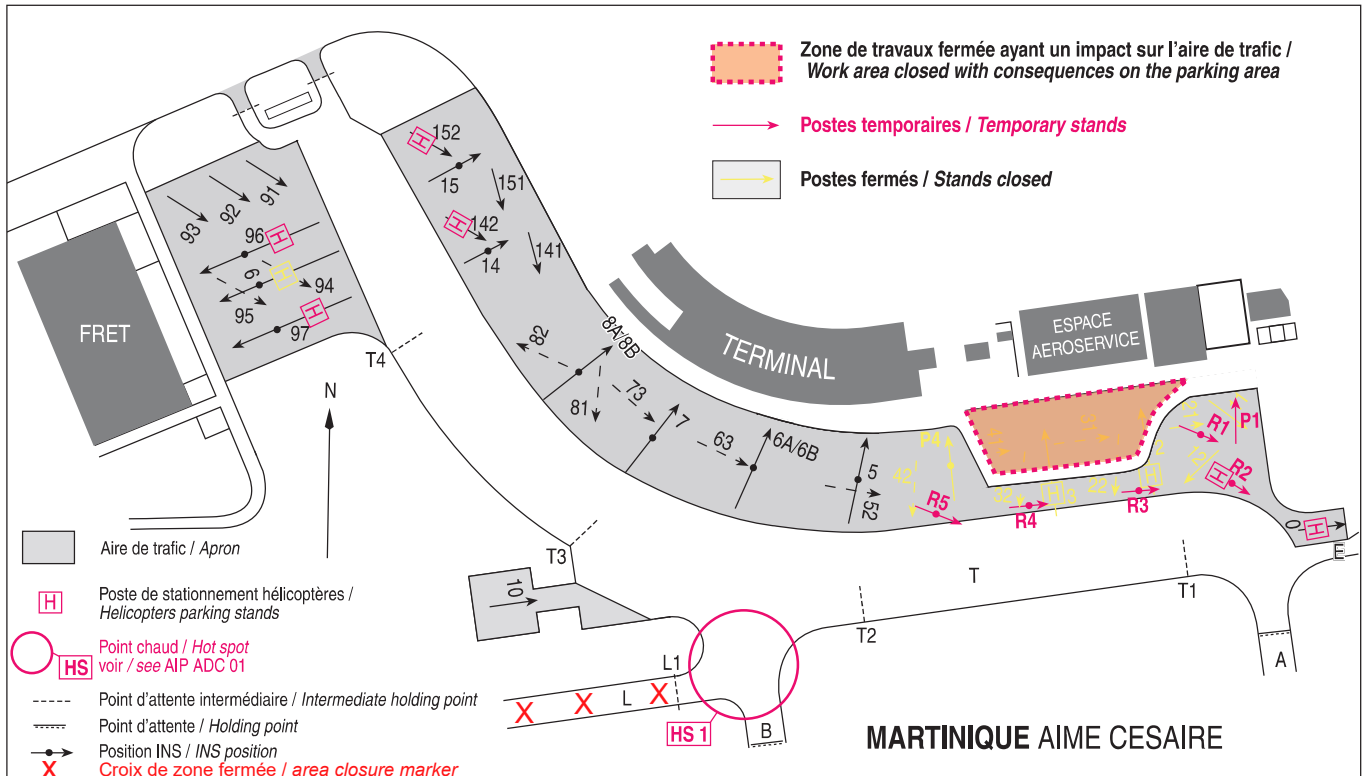 Zone de travaux fermée ayant un impact sur l'aire de trafic /
Work area closed with consequences on the parking area
Postes temporaires / Temporary stands
Postes fermés / Stands closed
H 152
15
151
H 142
14
141
93
92
91
96
H
6
H
94
95
97
H
FRET
T4
N
82
8A/8B
81
73
7
63
6A/6B
5
52
TERMINAL
ESPACE
AEROSERVICE
P4
42
R5
41
31
32
H
3
R4
22
H
2
R3
21
12
R1
P1
H
R2
0
H
E
Aire de trafic / Apron
H
Poste de stationnement hélicoptères /
Helicopters parking stands
Point chaud / Hot spot
HS voir / see AIP ADC 01
Point d'attente intermédiaire / Intermediate holding point
Point d'attente / Holding point
Position INS / INS position
X Croix de zone fermée / area closure marker
T3
10
T
T1
T2
A
L1
L
X X X
HS 1
B
MARTINIQUE AIME CESAIRE